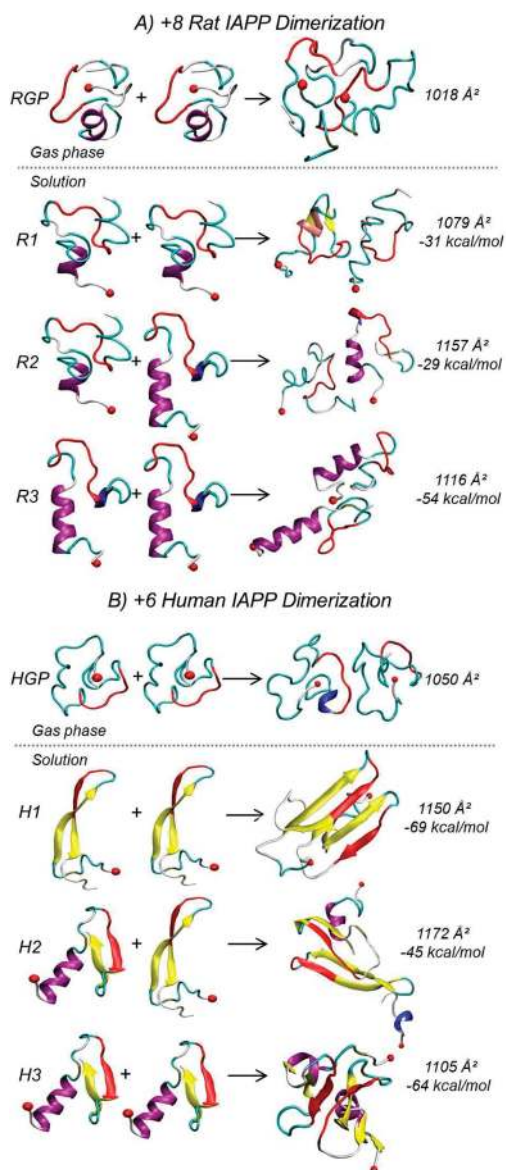 A) +8 Rat IAPP Dimerization
RGP + → 1018 Å²
Gas phase
Solution
R1 + → 1079 Å²
-31 kcal/mol
R2 + → 1157 Å²
-29 kcal/mol
R3 + → 1116 Å²
-54 kcal/mol
B) +6 Human IAPP Dimerization
HGP + → 1050 Å²
Gas phase
Solution
H1 + → 1150 Å²
-69 kcal/mol
H2 + → 1172 Å²
-45 kcal/mol
H3 + → 1105 Å²
-64 kcal/mol